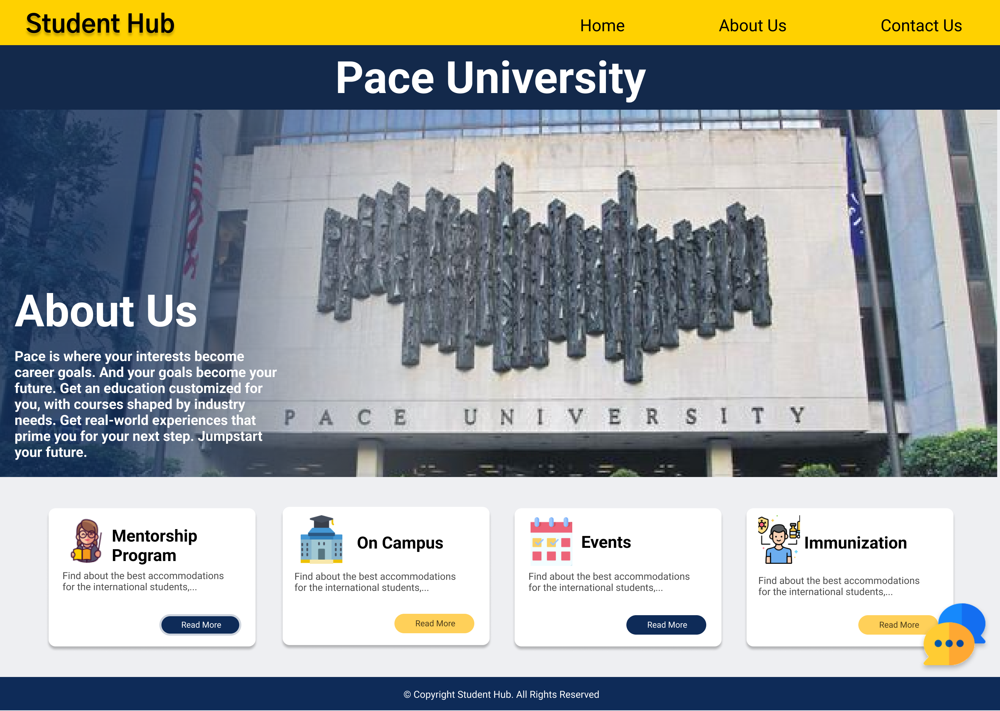 Student Hub
Home
About Us
Contact Us
Pace University
About Us
Pace is where your interests become
career goals. And your goals become your
future. Get an education customized for
you, with courses shaped by industry
needs. Get real-world experiences that
prime you for your next step. Jumpstart
your future.
PACE UNIVERSITY
Mentorship
Program
Find about the best accommodations
for the international students,...
Read More
On Campus
Find about the best accommodations
for the international students,...
Read More
Events
Find about the best accommodations
for the international students,...
Read More
Immunization
Find about the best accommodations
for the international students,...
Read More
© Copyright Student Hub. All Rights Reserved